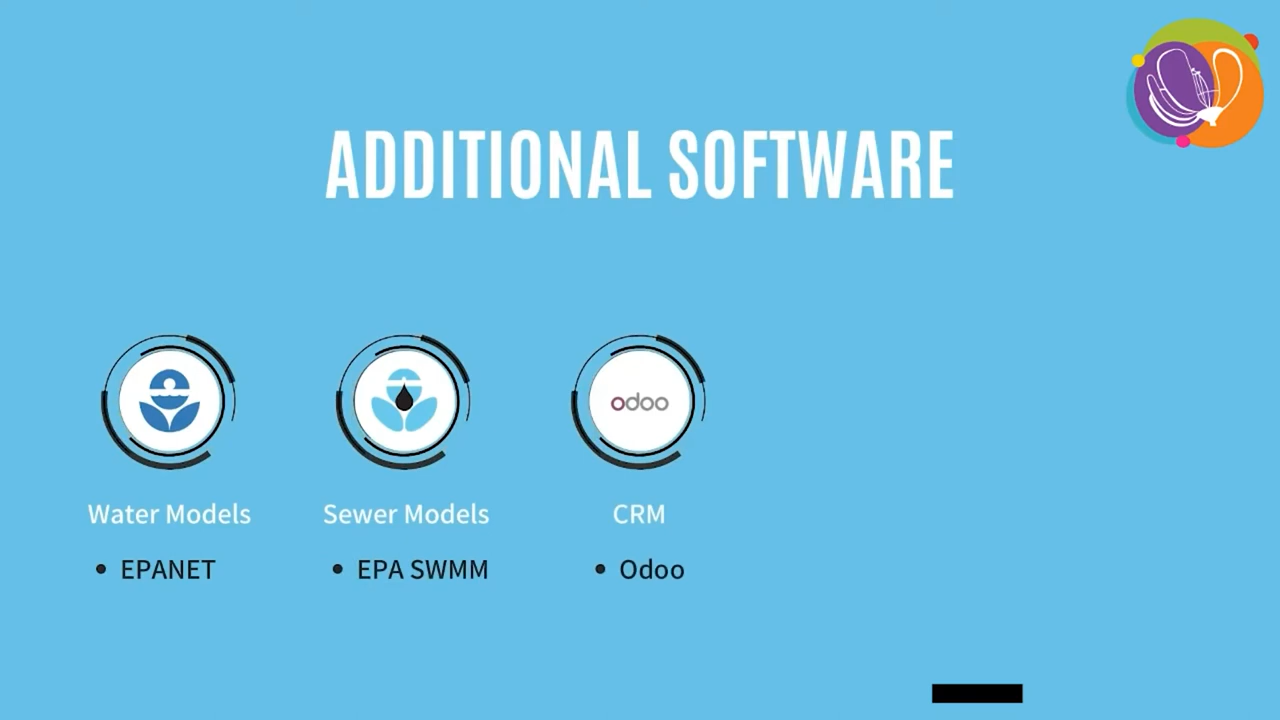 ADDITIONAL SOFTWARE
odoo
Water Models
Sewer Models
CRM
• EPANET
• EPA SWMM
• Odoo